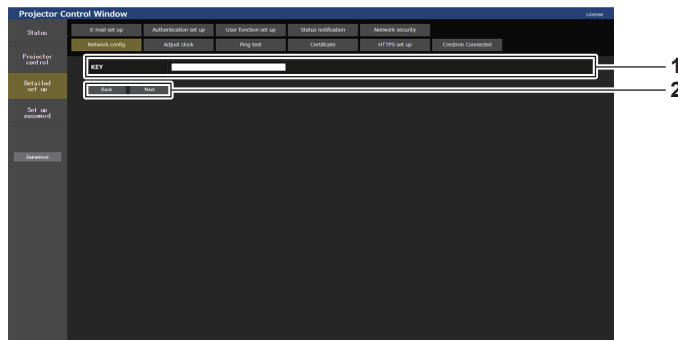 Projector Control Window
License
Status
E-mail set up
Authentication set up
User function set up
Status notification
Network security
Network config
Adjust clock
Ping test
Certificate
HTTPS set up
Crestron Connected
Projector
control
KEY
1
Detailed
set up
Back
Next
2
Set up
password
Japanese